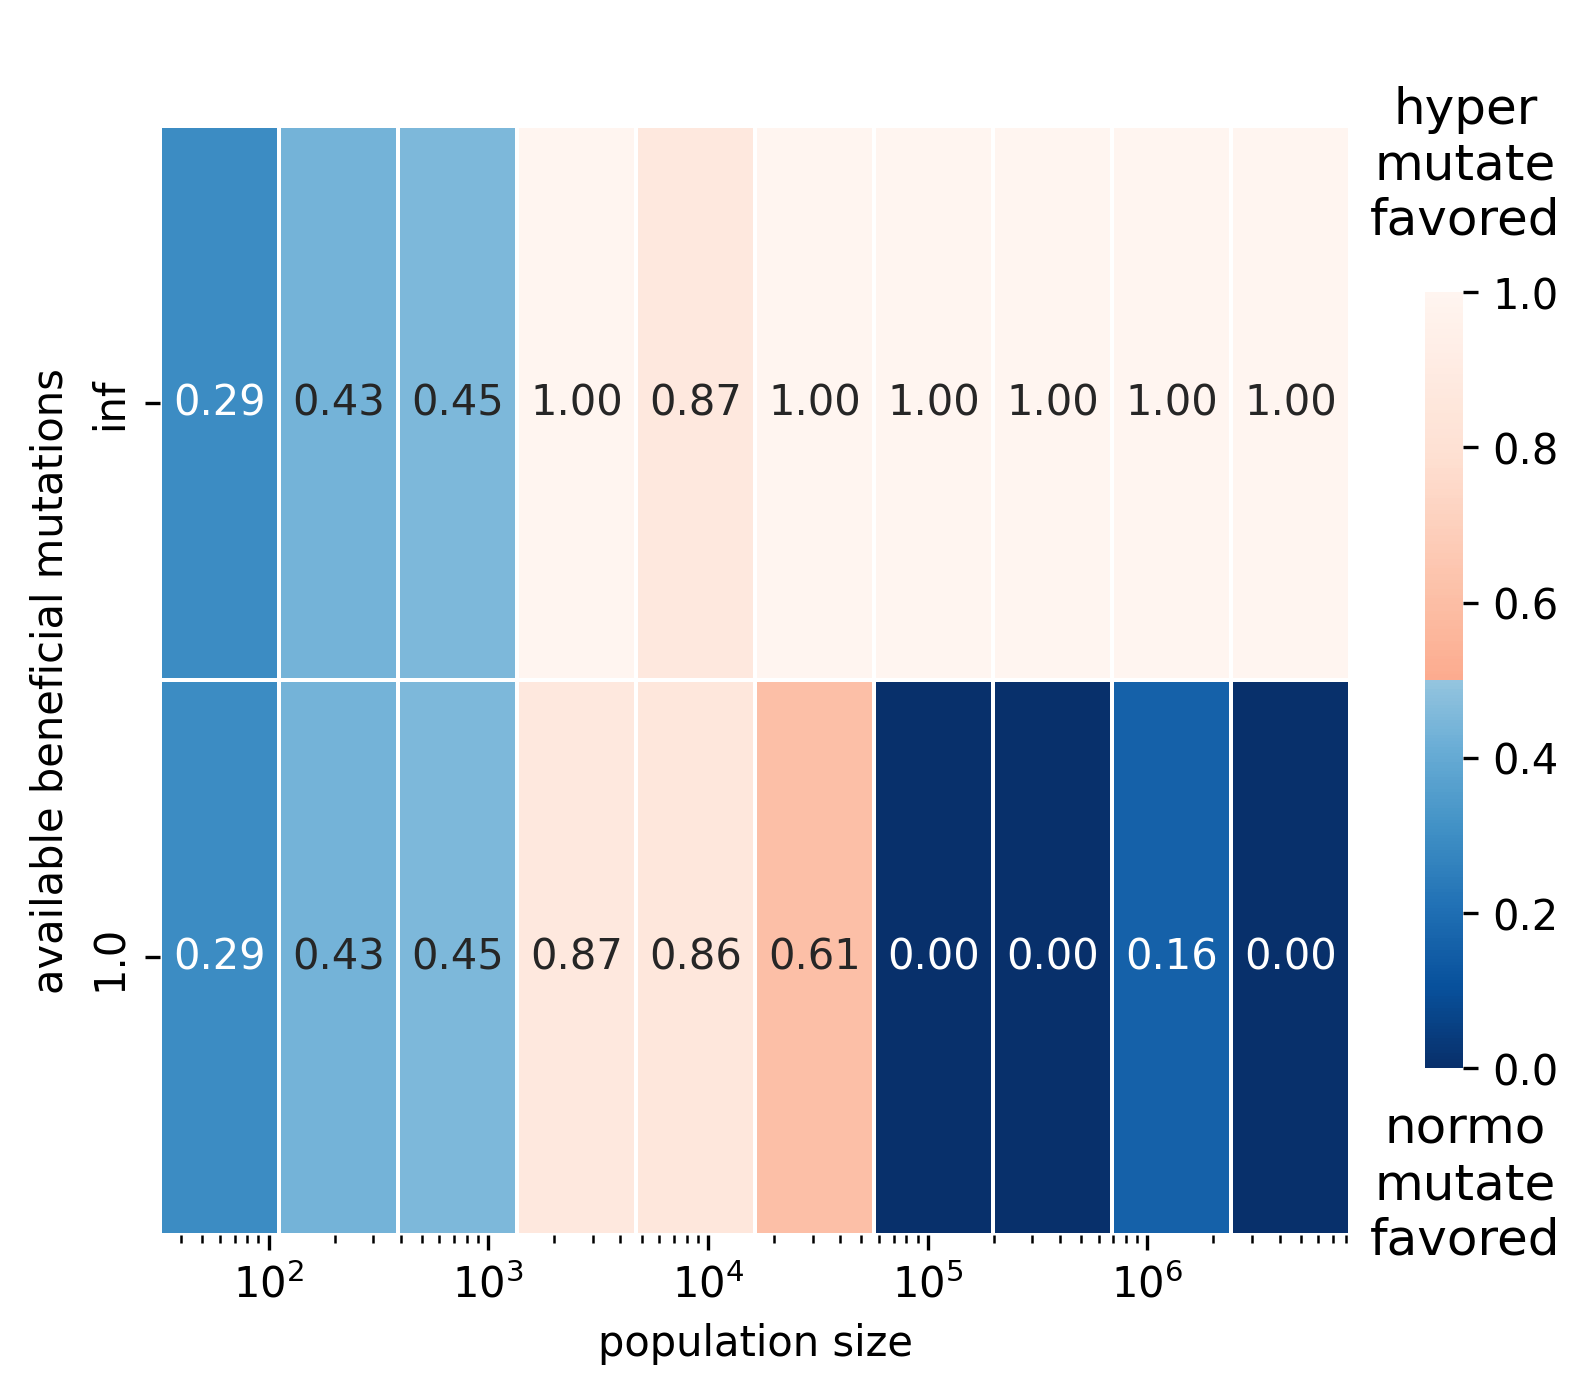 hyper
mutate
favored
available beneficial mutations
inf
0.29 0.43 0.45 1.00 0.87 1.00 1.00 1.00 1.00 1.00
1.0
0.29 0.43 0.45 0.87 0.86 0.61 0.00 0.00 0.16 0.00
10² 10³ 10⁴ 10⁵ 10⁶
population size
1.0
0.8
0.6
0.4
0.2
0.0
normo
mutate
favored